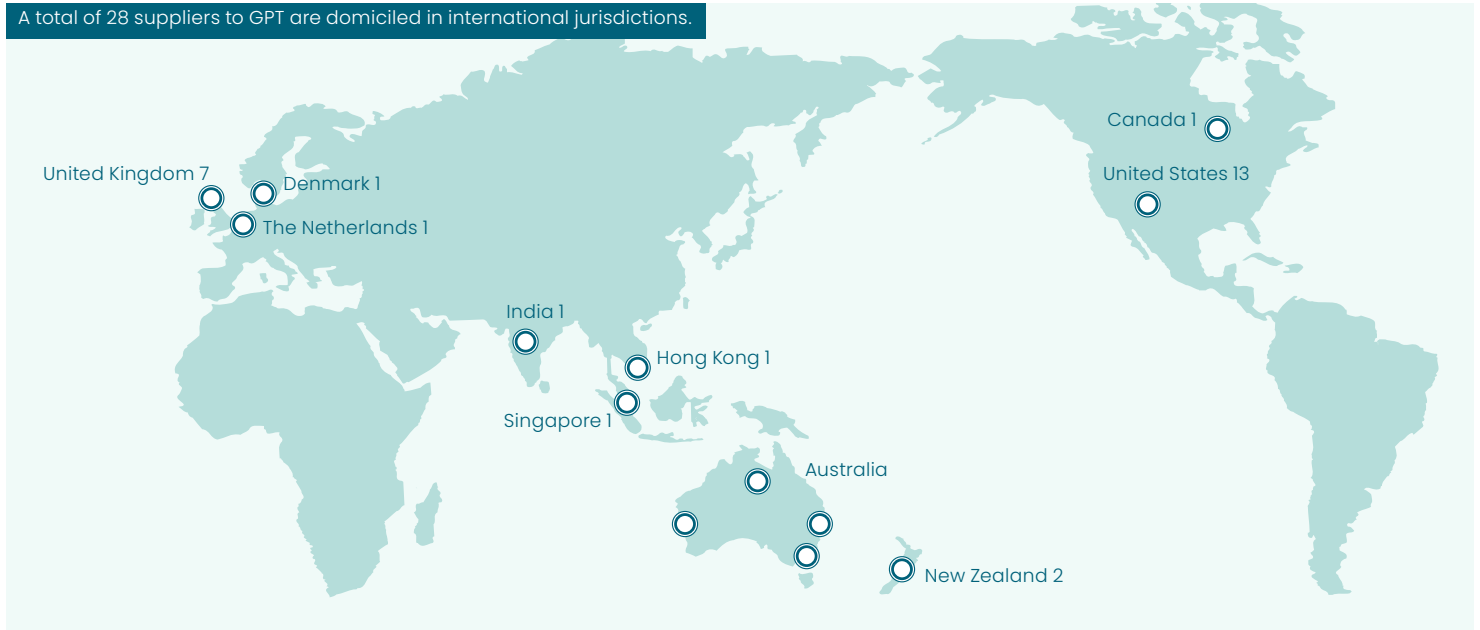 A total of 28 suppliers to GPT are domiciled in international jurisdictions.
Canada 1
United Kingdom 7
United States 13
Denmark 1
The Netherlands 1
India 1
Hong Kong 1
Singapore 1
Australia
New Zealand 2